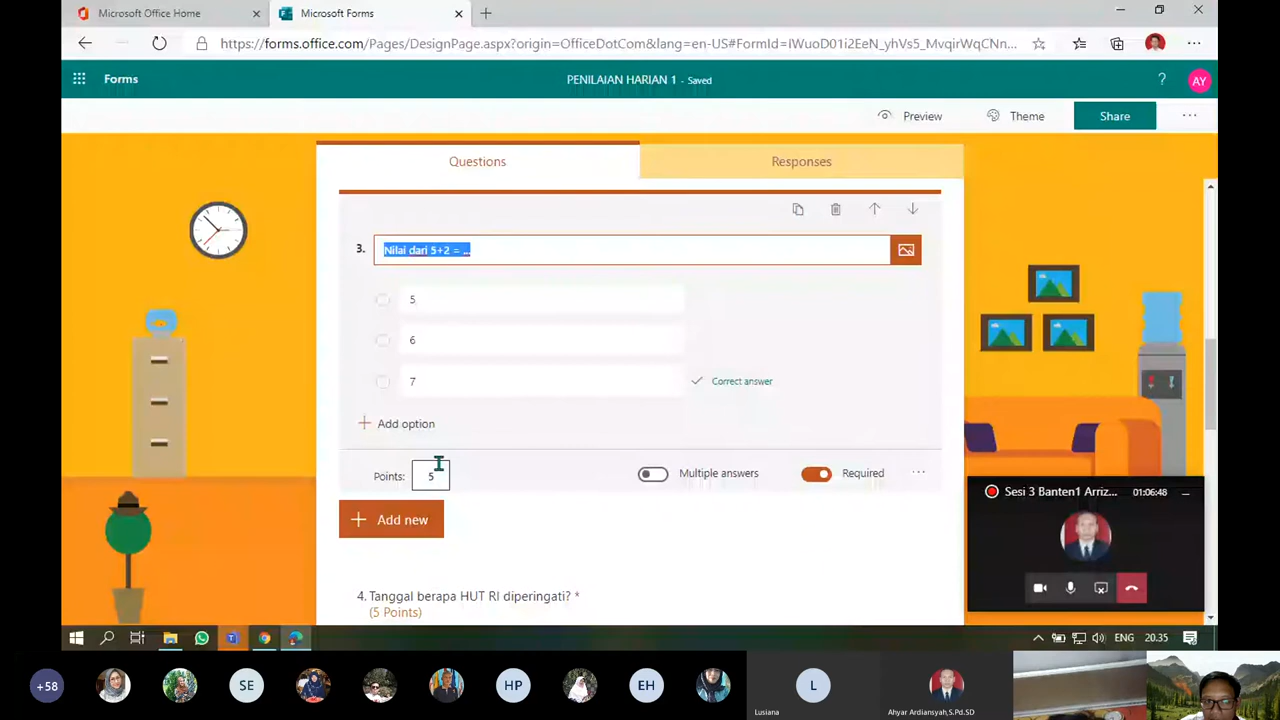 Microsoft Office Home
Microsoft Forms
https://forms.office.com/Pages/DesignPage.aspx?origin=OfficeDotCom&lang=en-US#FormId=IWuoD01i2EeN_yhVs5_MvqirWqCNn...
Forms
PENILAIAN HARIAN 1 - Saved
?
AY
Preview
Theme
Share
Questions
Responses
3.
Nilai dari 5+2 = ...
5
6
7
Correct answer
Add option
Points:
5
Multiple answers
Required
Add new
Sesi 3 Banten1 Arriz...
01:06:48
4. Tanggal berapa HUT RI diperingati? *
(5 Points)
ENG
20.35
+58
SE
HP
EH
L
Lusiana
Ahyar Ardiansyah,S.Pd.SD